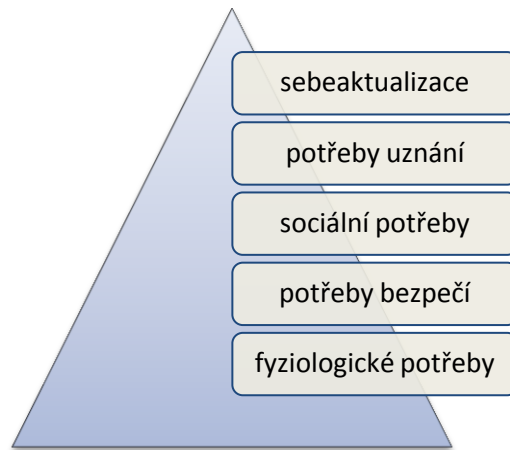 sebeaktualizace
potřeby uznání
sociální potřeby
potřeby bezpečí
fyziologické potřeby